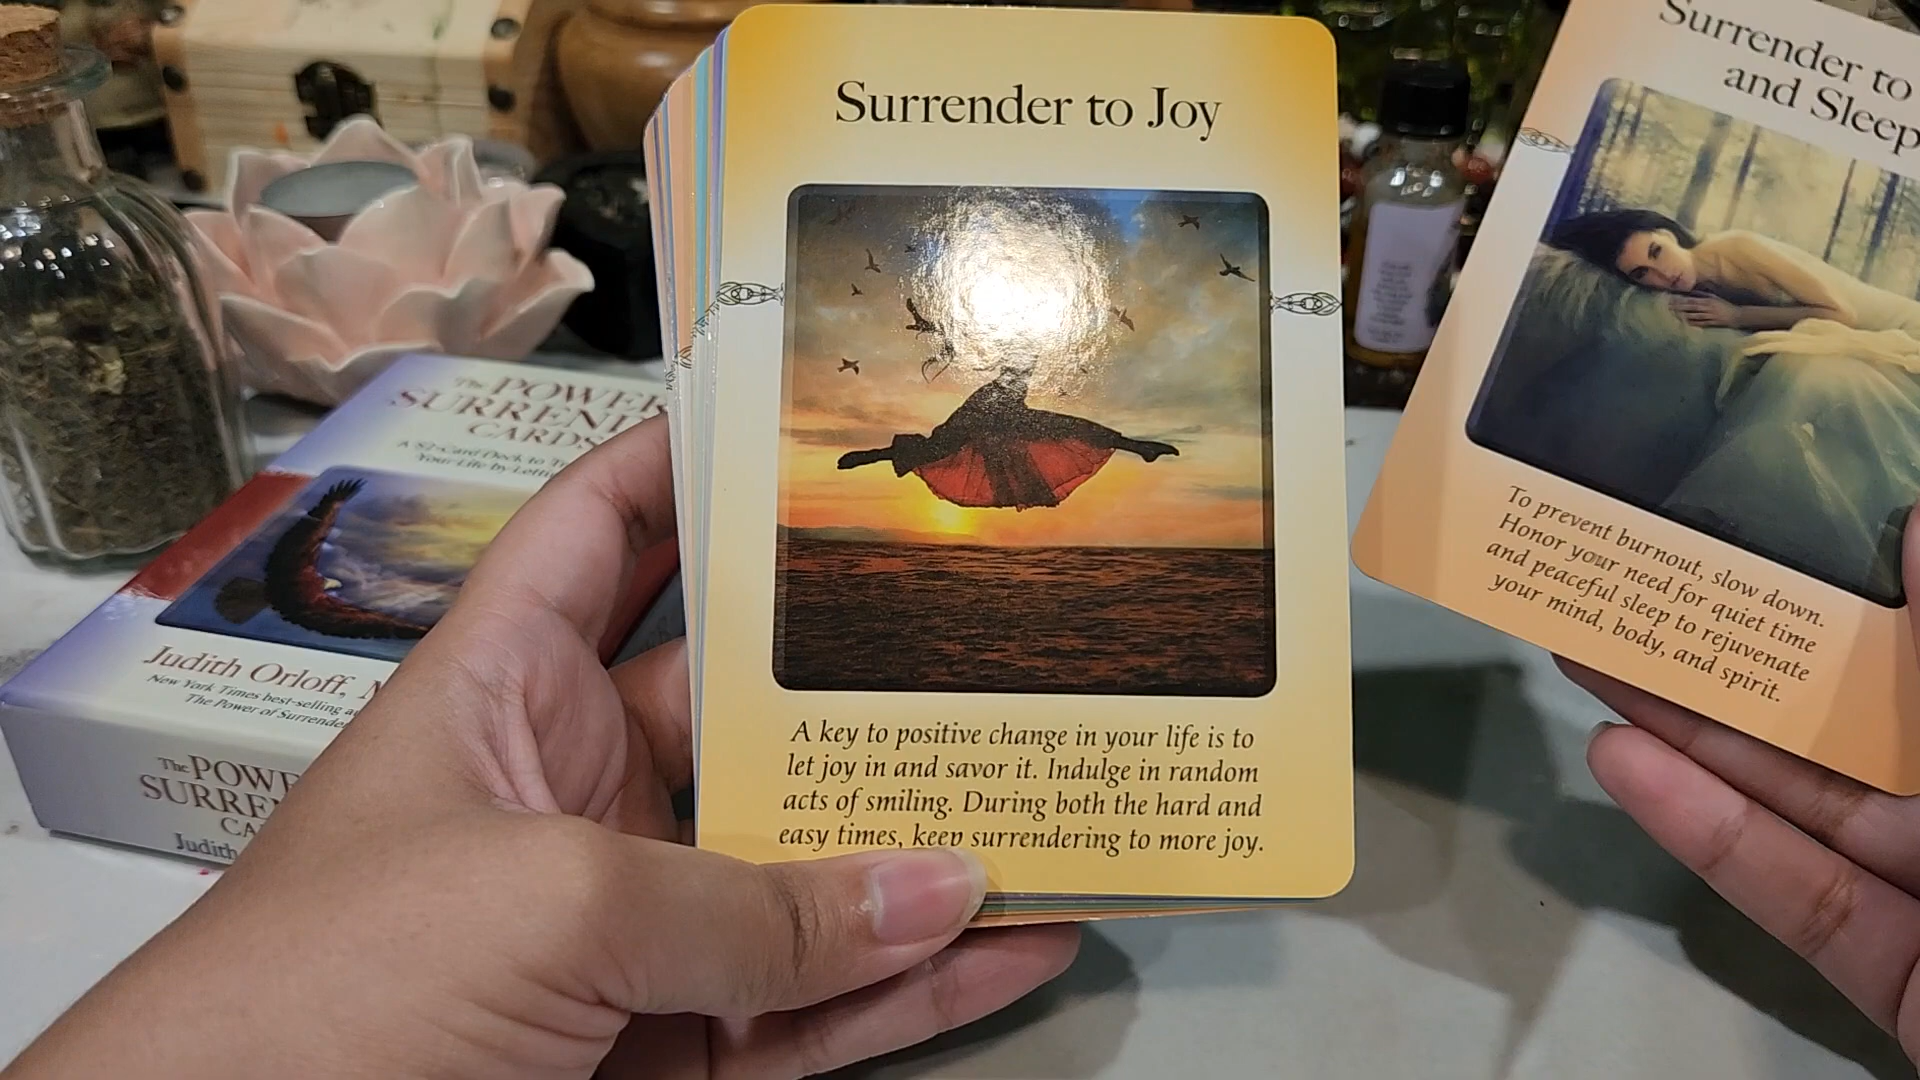 Surrender to Joy
A key to positive change in your life is to
let joy in and savor it. Indulge in random
acts of smiling. During both the hard and
easy times, keep surrendering to more joy.
Surrender to
and Sleep
To prevent burnout, slow down.
Honor your need for quiet time
and peaceful sleep to rejuvenate
your mind, body, and spirit.
The POWER
SURREND
CARDS
A 52-Card Deck to
Your Life by
Judith Orloff,
New York Times best-selling
The Power of Surrender
The POWE
SURREN
CA
Judith